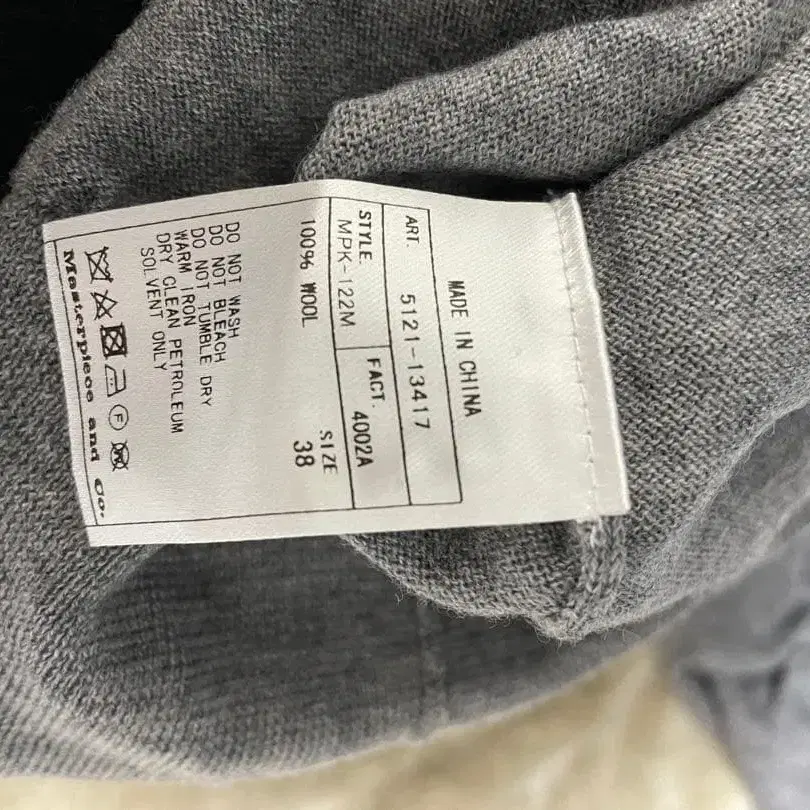 MADE IN CHINA
ART. 5121-13417
STYLE. FACT.
MPK-122M 4002A
100% WOOL
SIZE
38
DO NOT WASH
DO NOT BLEACH
DO NOT TUMBLE DRY
WARM IRON
DRY CLEAN PETROLEUM
SOLVENT ONLY
F
W
Masterpiece and Co.